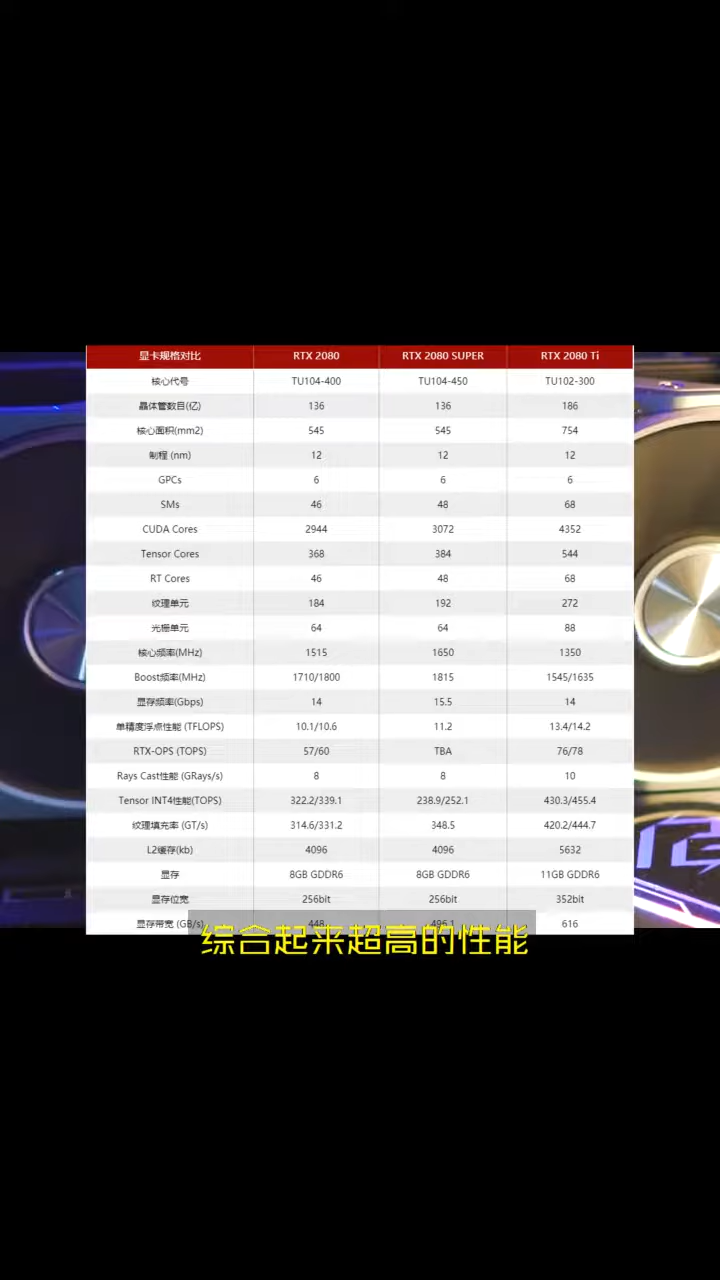 显卡规格对比 RTX 2080 RTX 2080 SUPER RTX 2080 Ti
核心代号 TU104-400 TU104-450 TU102-300
晶体管数目(亿) 136 136 186
核心面积(mm2) 545 545 754
制程 (nm) 12 12 12
GPCs 6 6 6
SMs 46 48 68
CUDA Cores 2944 3072 4352
Tensor Cores 368 384 544
RT Cores 46 48 68
纹理单元 184 192 272
光栅单元 64 64 88
核心频率(MHz) 1515 1650 1350
Boost频率(MHz) 1710/1800 1815 1545/1635
显存频率(Gbps) 14 15.5 14
单精度浮点性能 (TFLOPS) 10.1/10.6 11.2 13.4/14.2
RTX-OPS (TOPS) 57/60 TBA 76/78
Rays Cast性能 (GRays/s) 8 8 10
Tensor INT4性能(TOPS) 322.2/339.1 238.9/252.1 430.3/455.4
纹理填充率 (GT/s) 314.6/331.2 348.5 420.2/444.7
L2缓存(kb) 4096 4096 5632
显存 8GB GDDR6 8GB GDDR6 11GB GDDR6
显存位宽 256bit 256bit 352bit
显存带宽 (GB/s) 448 496.1 616
综合起来超高的性能